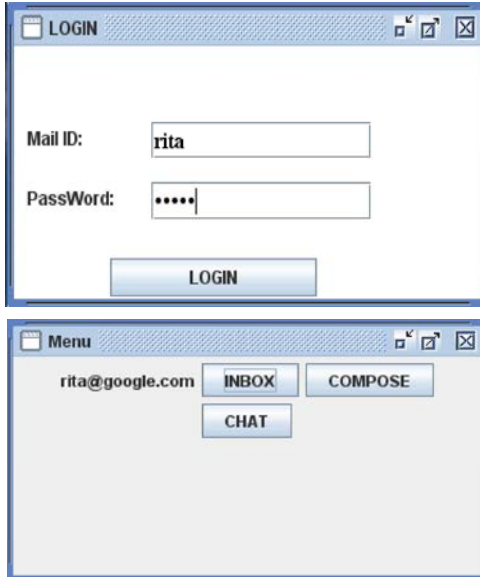 LOGIN
Mail ID: rita
PassWord: •••••
LOGIN
Menu
rita@google.com INBOX COMPOSE
CHAT